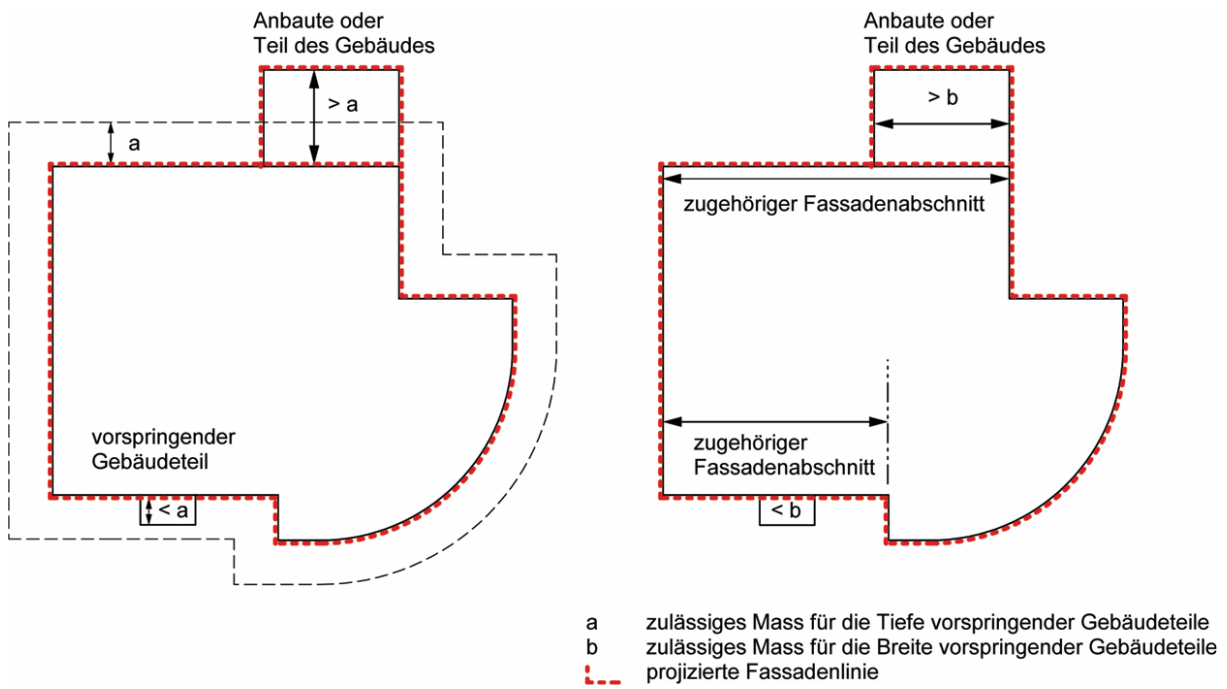 Anbaute oder
Teil des Gebäudes
> a
a
vorspringender
Gebäudeteil
< a
Anbaute oder
Teil des Gebäudes
> b
zugehöriger Fassadenabschnitt
zugehöriger
Fassadenabschnitt
< b
a zulässiges Mass für die Tiefe vorspringender Gebäudeteile
b zulässiges Mass für die Breite vorspringender Gebäudeteile
projizierte Fassadenlinie